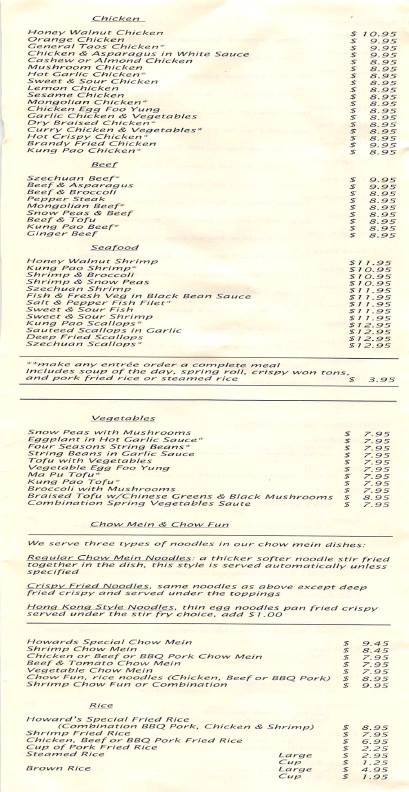 Chicken
Honey Walnut Chicken $ 10.95
Orange Chicken $ 9.95
General Taos Chicken* $ 9.95
Chicken & Asparagus in White Sauce $ 9.95
Cashew or Almond Chicken $ 8.95
Mushroom Chicken $ 8.95
Hot Garlic Chicken* $ 8.95
Sweet & Sour Chicken $ 8.95
Lemon Chicken $ 8.95
Sesame Chicken $ 8.95
Mongolian Chicken* $ 8.95
Chicken Egg Foo Yung $ 8.95
Garlic Chicken & Vegetables $ 8.95
Dry Braised Chicken* $ 8.95
Curry Chicken & Vegetables* $ 8.95
Hot Crispy Chicken* $ 8.95
Brandy Fried Chicken $ 9.95
Kung Pao Chicken* $ 8.95
Beef
Szechuan Beef* $ 9.95
Beef & Asparagus $ 9.95
Beef & Broccoli $ 8.95
Pepper Steak $ 8.95
Mongolian Beef* $ 8.95
Snow Peas & Beef $ 8.95
Beef & Tofu $ 8.95
Kung Pao Beef* $ 8.95
Ginger Beef $ 8.95
Seafood
Honey Walnut Shrimp $11.95
Kung Pao Shrimp* $10.95
Shrimp & Broccoli $10.95
Shrimp & Snow Peas $10.95
Szechuan Shrimp $11.95
Fish & Fresh Veg in Black Bean Sauce $11.95
Salt & Pepper Fish Filet* $11.95
Sweet & Sour Fish $11.95
Sweet & Sour Shrimp $11.95
Kung Pao Scallops* $12.95
Sauteed Scallops in Garlic $12.95
Deep Fried Scallops $12.95
Szechuan Scallops* $12.95
**make any entrée order a complete meal
Includes soup of the day, spring roll, crispy won tons,
and pork fried rice or steamed rice $ 3.95
Vegetables
Snow Peas with Mushrooms $ 7.95
Eggplant in Hot Garlic Sauce* $ 7.95
Four Seasons String Beans* $ 7.95
String Beans in Garlic Sauce $ 7.95
Tofu with Vegetables $ 7.95
Vegetable Egg Foo Yung $ 7.95
Ma Pu Tofu* $ 7.95
Kung Pao Tofu* $ 7.95
Broccoli with Mushrooms $ 7.95
Braised Tofu w/Chinese Greens & Black Mushrooms $ 8.95
Combination Spring Vegetables Saute $ 7.95
Chow Mein & Chow Fun
We serve three types of noodles in our chow mein dishes:
Regular Chow Mein Noodles: a thicker softer noodle stir fried
together in the dish, this style is served automatically unless
specified
Crispy Fried Noodles, same noodles as above except deep
fried crispy and served under the toppings
Hong Kong Style Noodles, thin egg noodles pan fried crispy
served under the stir fry choice, add $1.00
Howards Special Chow Mein $ 9.45
Shrimp Chow Mein $ 8.45
Chicken or Beef or BBQ Pork Chow Mein $ 7.95
Beef & Tomato Chow Mein $ 7.95
Vegetable Chow Mein $ 7.95
Chow Fun, rice noodles (Chicken, Beef or BBQ Pork) $ 8.95
Shrimp Chow Fun or Combination $ 9.95
Rice
Howard's Special Fried Rice
(Combination BBQ Pork, Chicken & Shrimp) $ 8.95
Shrimp Fried Rice $ 7.95
Chicken, Beef or BBQ Pork Fried Rice $ 6.95
Cup of Pork Fried Rice $ 2.25
Steamed Rice Large $ 2.95
Cup $ 1.25
Brown Rice Large $ 4.95
Cup $ 1.95